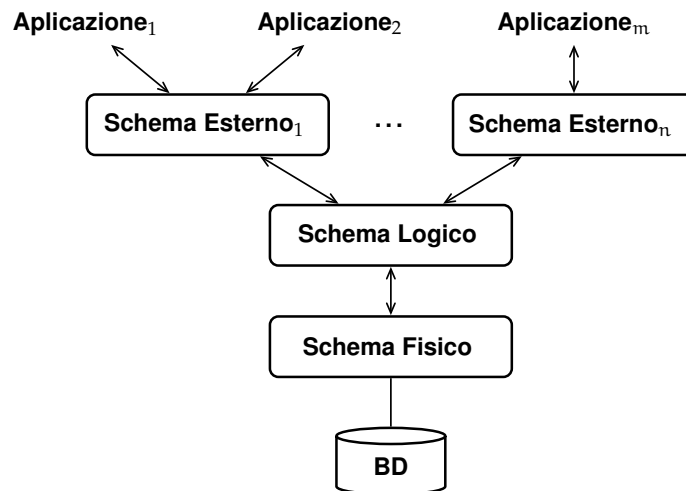 Aplicazione₁ Aplicazione₂ Aplicazioneₘ
Schema Esterno₁ ... Schema Esternoₙ
Schema Logico
Schema Fisico
BD